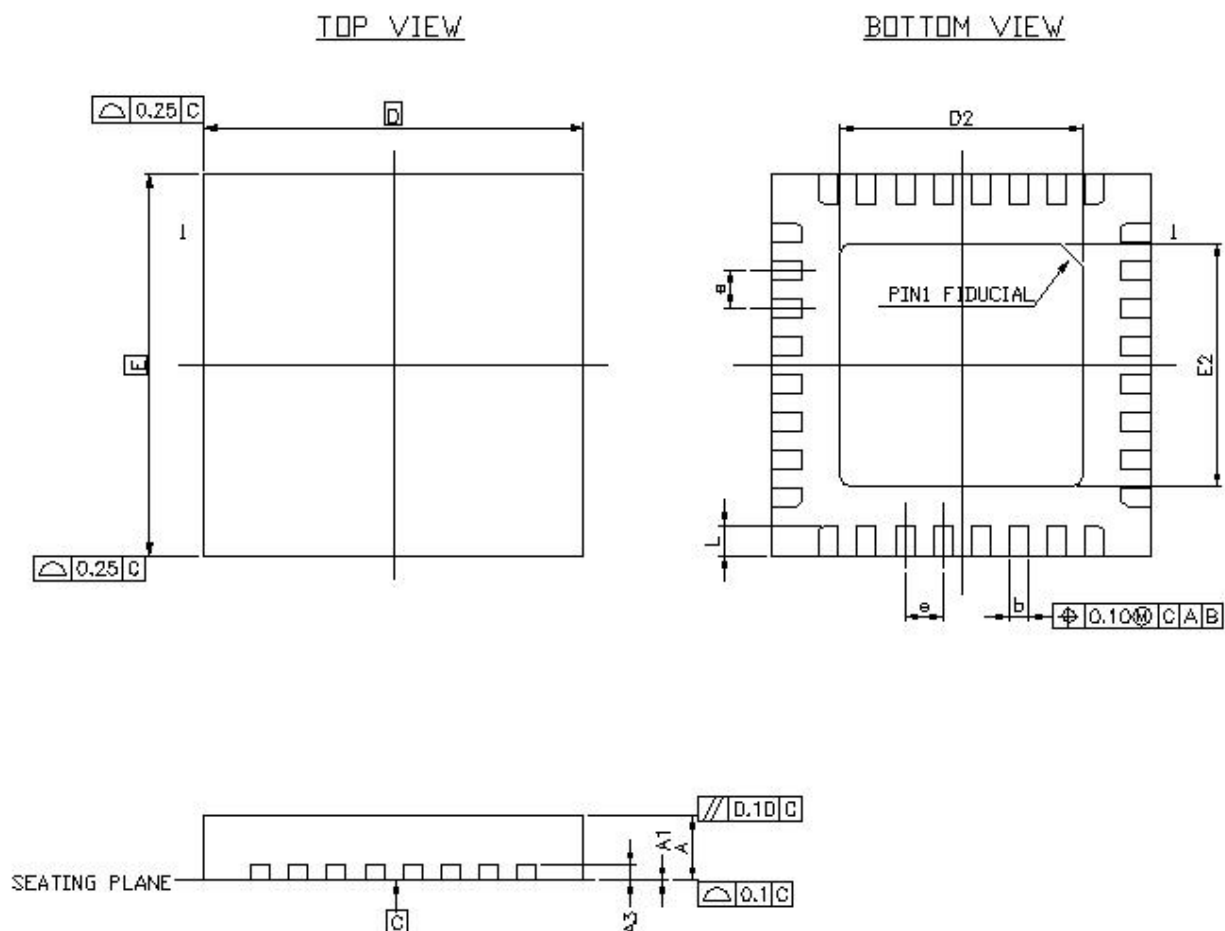 TOP VIEW
BOTTOM VIEW
⌓ 0.25 C
D
D2
E
1
1
e
PIN1 FIDUCIAL
E2
L
⌓ 0.25 C
e
b
⌖ 0.10 Ⓜ C A B
// 0.10 C
A1
A
SEATING PLANE
⌓ 0.1 C
C
A3